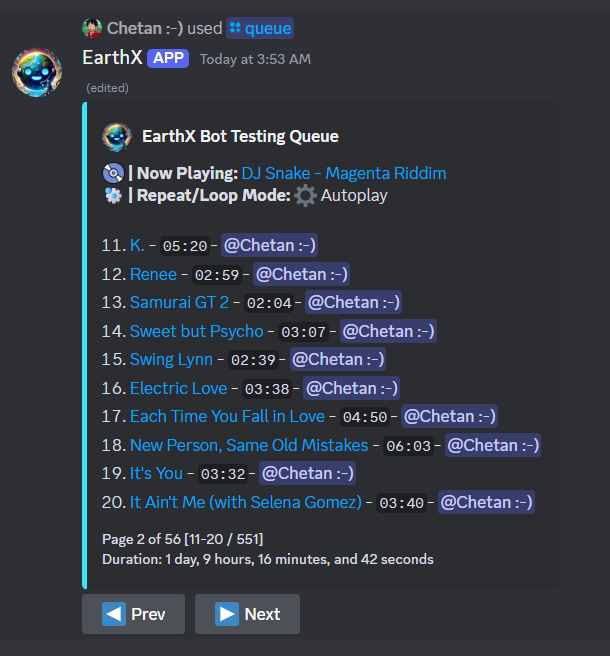 Chetan :-) used queue
EarthX APP Today at 3:53 AM
(edited)
EarthX Bot Testing Queue
| Now Playing: DJ Snake - Magenta Riddim
| Repeat/Loop Mode: Autoplay
11. K. - 05:20 - @Chetan :-)
12. Renee - 02:59 - @Chetan :-)
13. Samurai GT 2 - 02:04 - @Chetan :-)
14. Sweet but Psycho - 03:07 - @Chetan :-)
15. Swing Lynn - 02:39 - @Chetan :-)
16. Electric Love - 03:38 - @Chetan :-)
17. Each Time You Fall in Love - 04:50 - @Chetan :-)
18. New Person, Same Old Mistakes - 06:03 - @Chetan :-)
19. It's You - 03:32 - @Chetan :-)
20. It Ain't Me (with Selena Gomez) - 03:40 - @Chetan :-)
Page 2 of 56 [11-20 / 551]
Duration: 1 day, 9 hours, 16 minutes, and 42 seconds
Prev Next